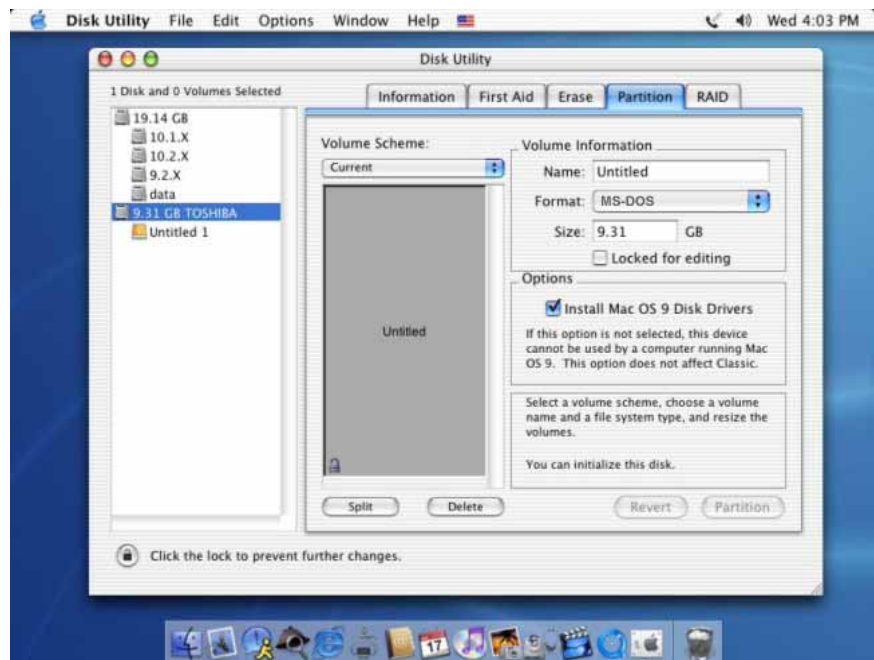 Disk Utility File Edit Options Window Help Wed 4:03 PM
Disk Utility
1 Disk and 0 Volumes Selected
Information First Aid Erase Partition RAID
19.14 GB
10.1.X
10.2.X
9.2.X
data
9.31 GB TOSHIBA
Untitled 1
Volume Scheme:
Current
Untitled
Split Delete
Volume Information
Name: Untitled
Format: MS-DOS
Size: 9.31 GB
Locked for editing
Options
Install Mac OS 9 Disk Drivers
If this option is not selected, this device
cannot be used by a computer running Mac
OS 9. This option does not affect Classic.
Select a volume scheme, choose a volume
name and a file system type, and resize the
volumes.
You can initialize this disk.
Revert Partition
Click the lock to prevent further changes.
17